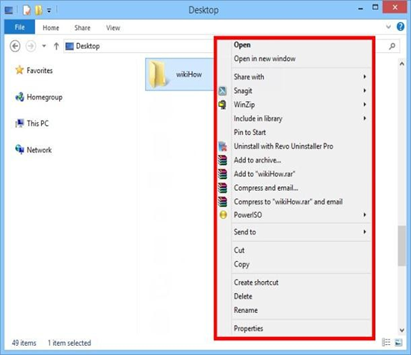 Desktop
File
Home
Share
View
Desktop
Favorites
Homegroup
This PC
Network
wikiHow
Open
Open in new window
Share with
Snagit
WinZip
Include in library
Pin to Start
Uninstall with Revo Uninstaller Pro
Add to archive...
Add to "wikiHow.rar"
Compress and email...
Compress to "wikiHow.rar" and email
PowerISO
Send to
Cut
Copy
Create shortcut
Delete
Rename
Properties
49 items 1 item selected